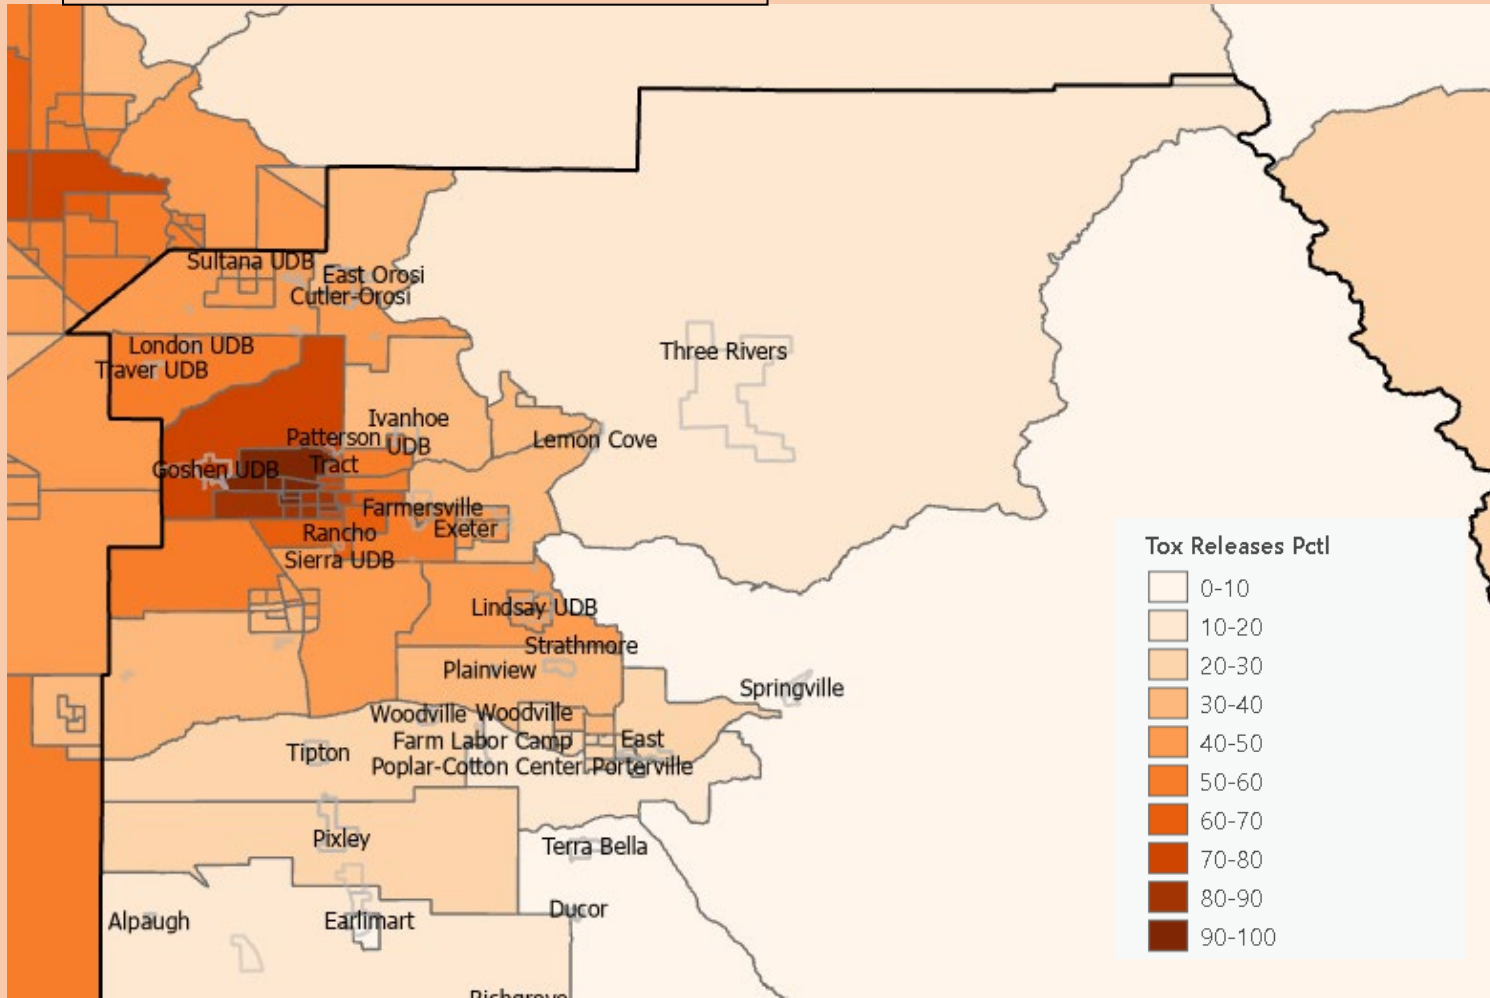 Sultana UDB
East Orosi
Cutler-Orosi
London UDB
Traver UDB
Three Rivers
Ivanhoe
UDB
Patterson
Tract
Lemon Cove
Goshen UDB
Farmersville
Exeter
Rancho
Sierra UDB
Lindsay UDB
Strathmore
Plainview
Springville
Woodville
Woodville
Farm Labor Camp
East
Porterville
Tipton
Poplar-Cotton Center
Pixley
Terra Bella
Alpaugh
Earlimart
Ducor
Richgrove
Tox Releases Pctl
0-10
10-20
20-30
30-40
40-50
50-60
60-70
70-80
80-90
90-100